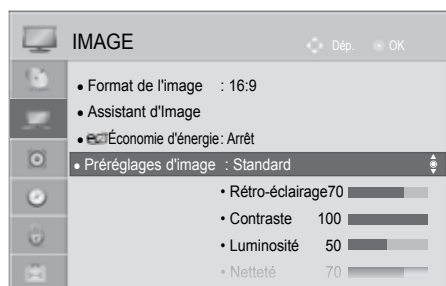 IMAGE Dép. OK
• Format de l'image : 16:9
• Assistant d'Image
• Économie d'énergie: Arrêt
• Préréglages d'image : Standard
• Rétro-éclairage70
• Contraste 100
• Luminosité 50
• Netteté 70